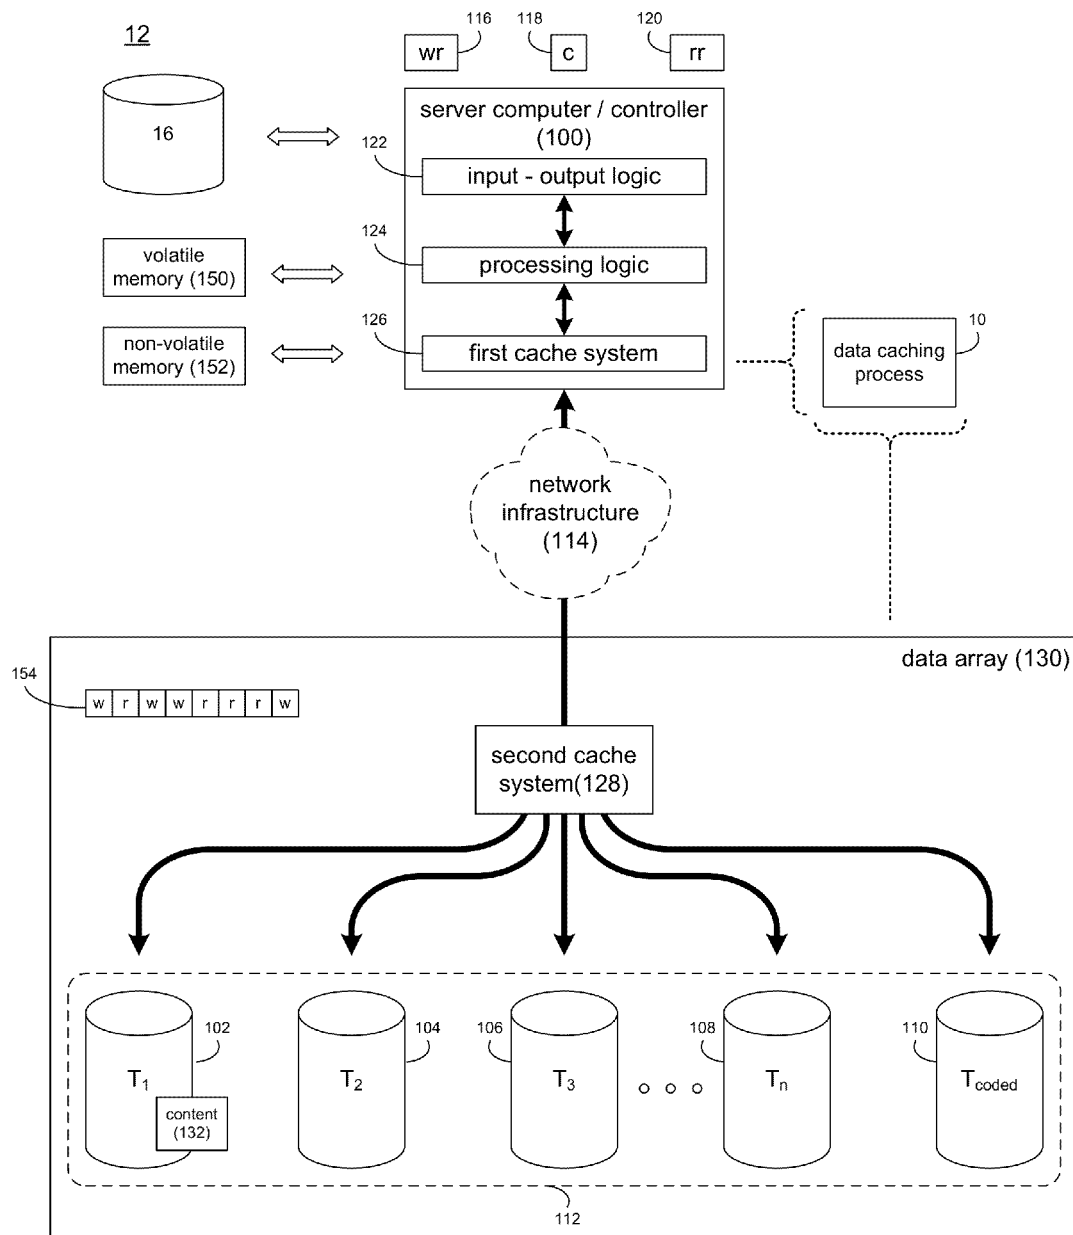 12
116
118
120
wr
c
rr
16
server computer / controller
(100)
122
input - output logic
124
processing logic
126
first cache system
volatile
memory (150)
non-volatile
memory (152)
10
data caching
process
network
infrastructure
(114)
data array (130)
154
w r w w r r r w
second cache
system(128)
102
104
106
108
110
T1
T2
T3
Tn
Tcoded
content
(132)
112